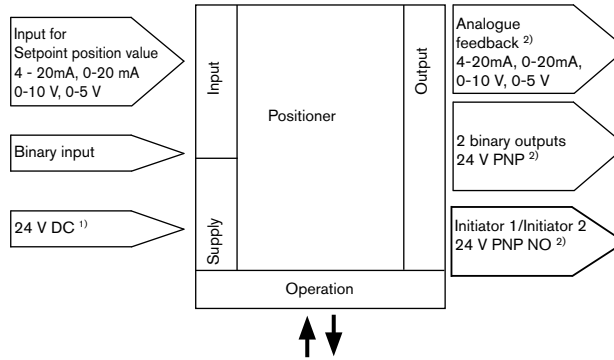 Input for
Setpoint position value
4 - 20mA, 0-20 mA
0-10 V, 0-5 V
Binary input
24 V DC 1)
Input
Supply
Positioner
Output
Operation
Analogue
feedback 2)
4-20mA, 0-20mA,
0-10 V, 0-5 V
2 binary outputs
24 V PNP 2)
Initiator 1/Initiator 2
24 V PNP NO 2)